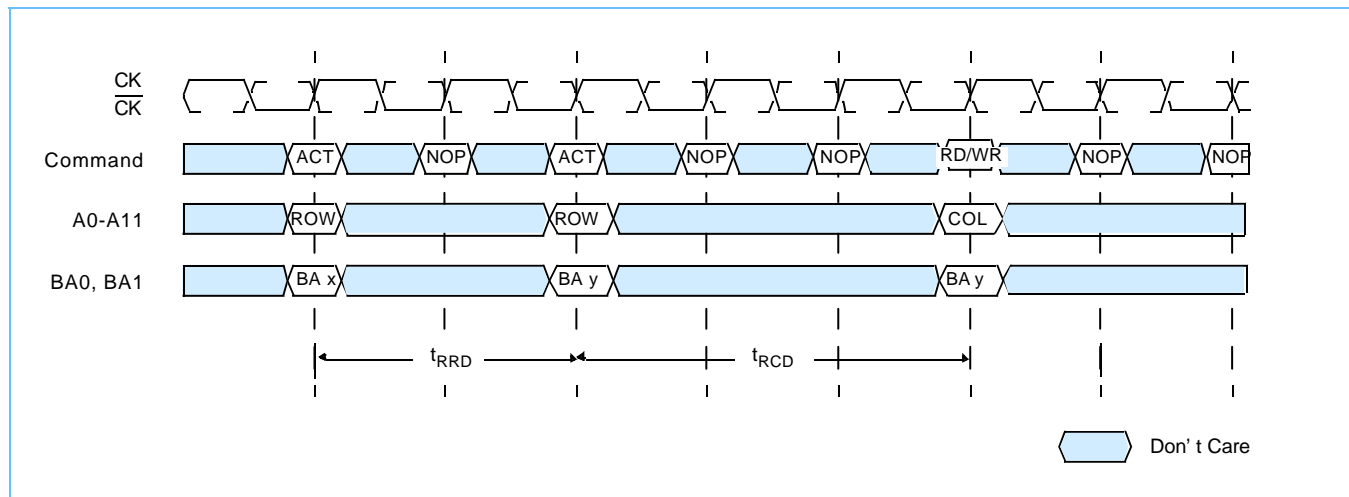 CK
CK
Command ACT NOP ACT NOP NOP RD/WR NOP NOP
A0-A11 ROW ROW COL
BA0, BA1 BA x BA y BA y
tRRD tRCD
Don' t Care